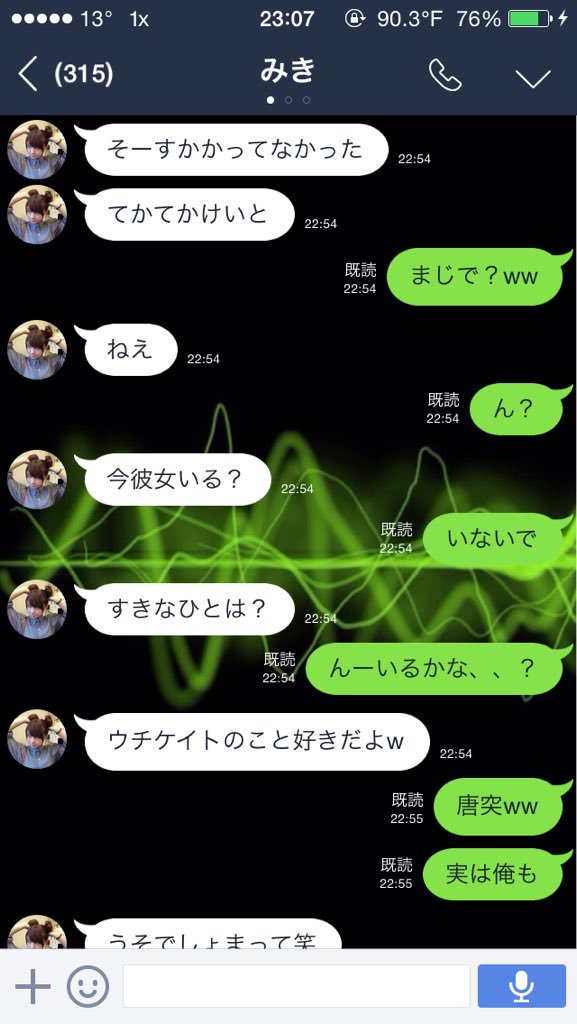 13° 1x 23:07 90.3°F 76%
(315) みき
そーすかかってなかった 22:54
てかてかけいと 22:54
既読 22:54 まじで？ww
ねえ 22:54
既読 22:54 ん？
今彼女いる？ 22:54
既読 22:54 いないで
すきなひとは？ 22:54
既読 22:54 んーいるかな、、？
ウチケイトのこと好きだよw 22:54
既読 22:55 唐突ww
既読 22:55 実は俺も
うそでしょまって笑